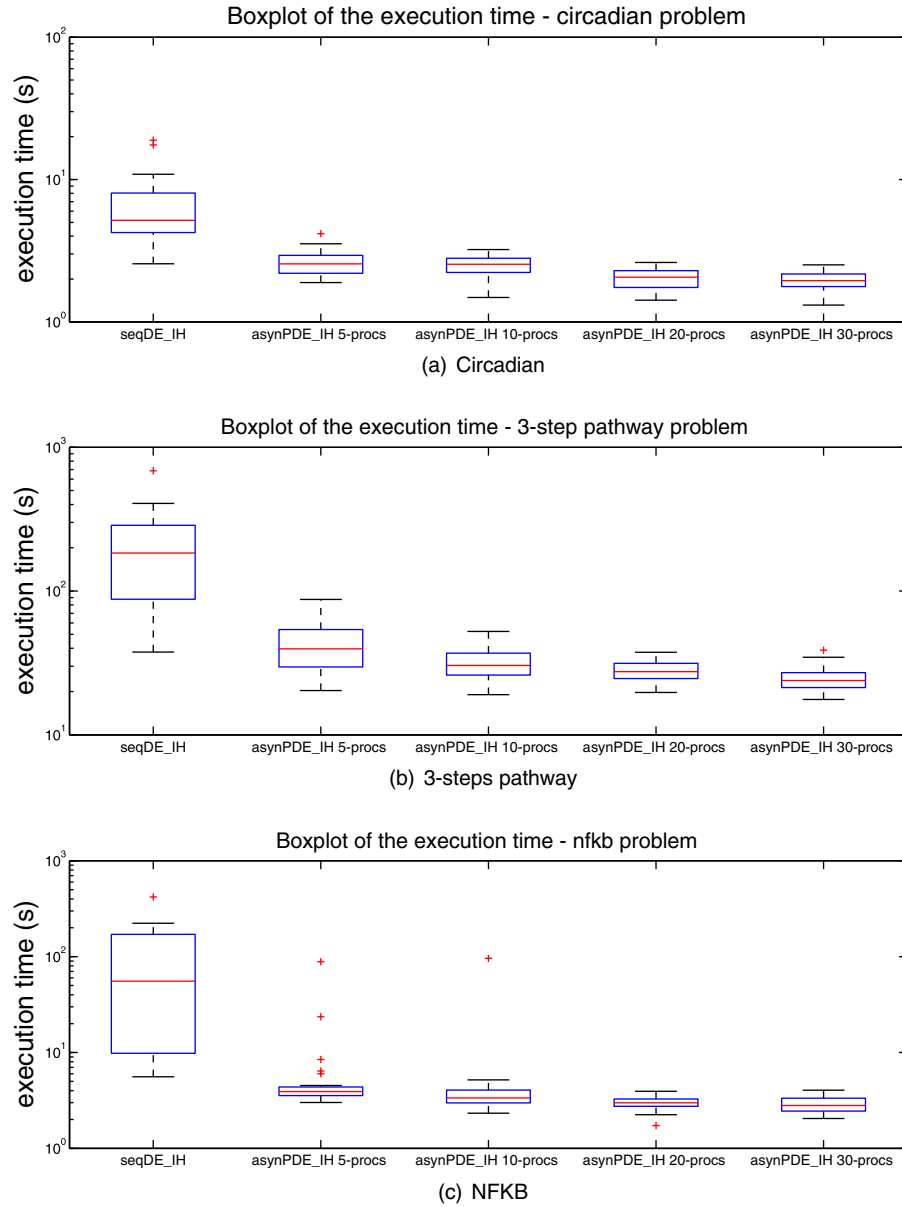 Boxplot of the execution time - circadian problem
execution time (s)
10^2
10^1
10^0
seqDE_IH asynPDE_IH 5-procs asynPDE_IH 10-procs asynPDE_IH 20-procs asynPDE_IH 30-procs
(a) Circadian
Boxplot of the execution time - 3-step pathway problem
execution time (s)
10^3
10^2
10^1
seqDE_IH asynPDE_IH 5-procs asynPDE_IH 10-procs asynPDE_IH 20-procs asynPDE_IH 30-procs
(b) 3-steps pathway
Boxplot of the execution time - nfkb problem
execution time (s)
10^3
10^2
10^1
10^0
seqDE_IH asynPDE_IH 5-procs asynPDE_IH 10-procs asynPDE_IH 20-procs asynPDE_IH 30-procs
(c) NFKB